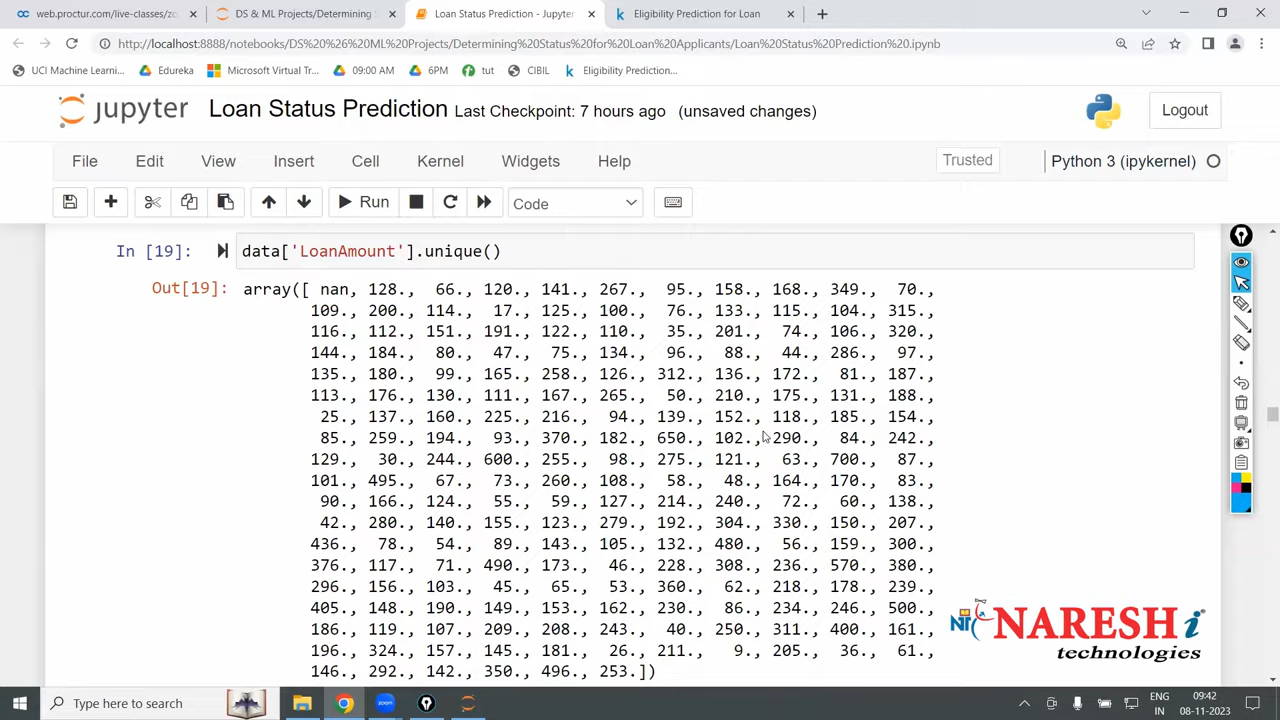 web.proctur.com/live-classes/zo
DS & ML Projects/Determining S
Loan Status Prediction - Jupyter
Eligibility Prediction for Loan
http://localhost:8888/notebooks/DS%20%26%20ML%20Projects/Determining%20Status%20for%20Loan%20Applicants/Loan%20Status%20Prediction%20.ipynb
UCI Machine Learni...
Edureka
Microsoft Virtual Tr...
09:00 AM
6PM
tut
CIBIL
Eligibility Prediction...
jupyter Loan Status Prediction Last Checkpoint: 7 hours ago (unsaved changes)
Logout
File Edit View Insert Cell Kernel Widgets Help
Trusted
Python 3 (ipykernel)
Run
Code
In [19]: data['LoanAmount'].unique()
Out[19]: array([ nan, 128., 66., 120., 141., 267., 95., 158., 168., 349., 70.,
109., 200., 114., 17., 125., 100., 76., 133., 115., 104., 315.,
116., 112., 151., 191., 122., 110., 35., 201., 74., 106., 320.,
144., 184., 80., 47., 75., 134., 96., 88., 44., 286., 97.,
135., 180., 99., 165., 258., 126., 312., 136., 172., 81., 187.,
113., 176., 130., 111., 167., 265., 50., 210., 175., 131., 188.,
25., 137., 160., 225., 216., 94., 139., 152., 118., 185., 154.,
85., 259., 194., 93., 370., 182., 650., 102., 290., 84., 242.,
129., 30., 244., 600., 255., 98., 275., 121., 63., 700., 87.,
101., 495., 67., 73., 260., 108., 58., 48., 164., 170., 83.,
90., 166., 124., 55., 59., 127., 214., 240., 72., 60., 138.,
42., 280., 140., 155., 123., 279., 192., 304., 330., 150., 207.,
436., 78., 54., 89., 143., 105., 132., 480., 56., 159., 300.,
376., 117., 71., 490., 173., 46., 228., 308., 236., 570., 380.,
296., 156., 103., 45., 65., 53., 360., 62., 218., 178., 239.,
405., 148., 190., 149., 153., 162., 230., 86., 234., 246., 500.,
186., 119., 107., 209., 208., 243., 40., 250., 311., 400., 161.,
196., 324., 157., 145., 181., 26., 211., 9., 205., 36., 61.,
146., 292., 142., 350., 496., 253.])
NARESH i
technologies
Type here to search
ENG
IN
09:42
08-11-2023